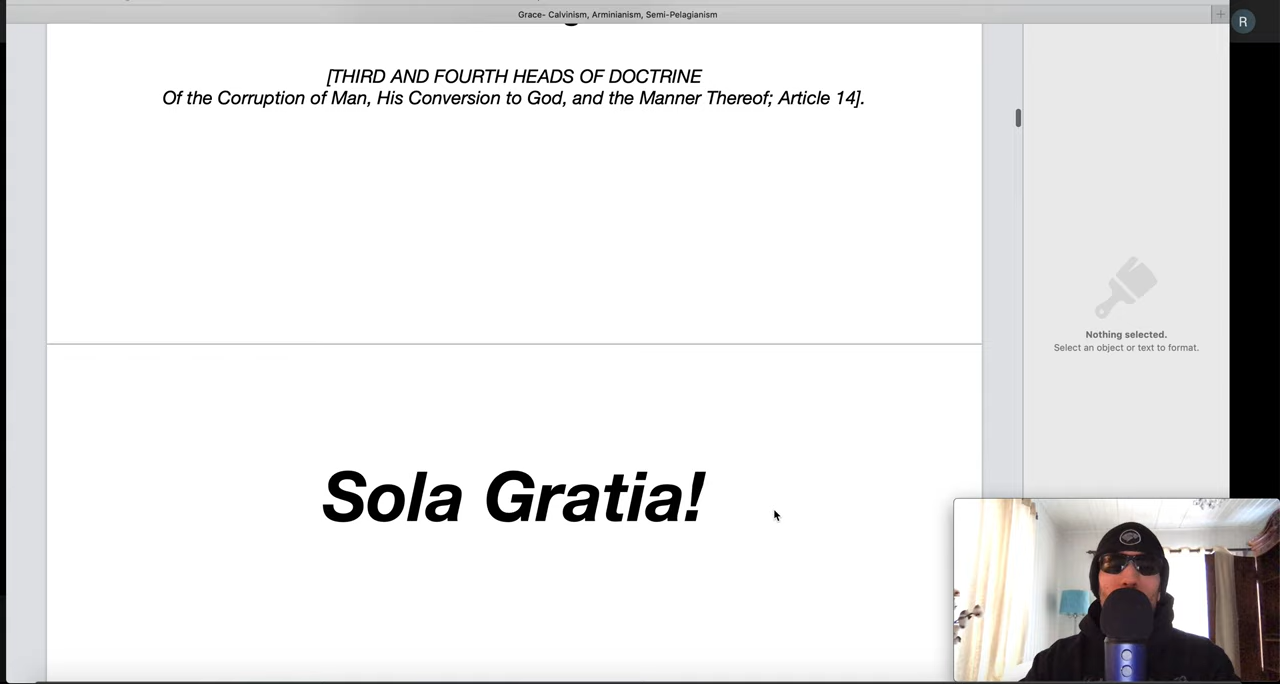 Grace- Calvinism, Arminianism, Semi-Pelagianism
R
[THIRD AND FOURTH HEADS OF DOCTRINE
Of the Corruption of Man, His Conversion to God, and the Manner Thereof; Article 14].
Nothing selected.
Select an object or text to format.
Sola Gratia!